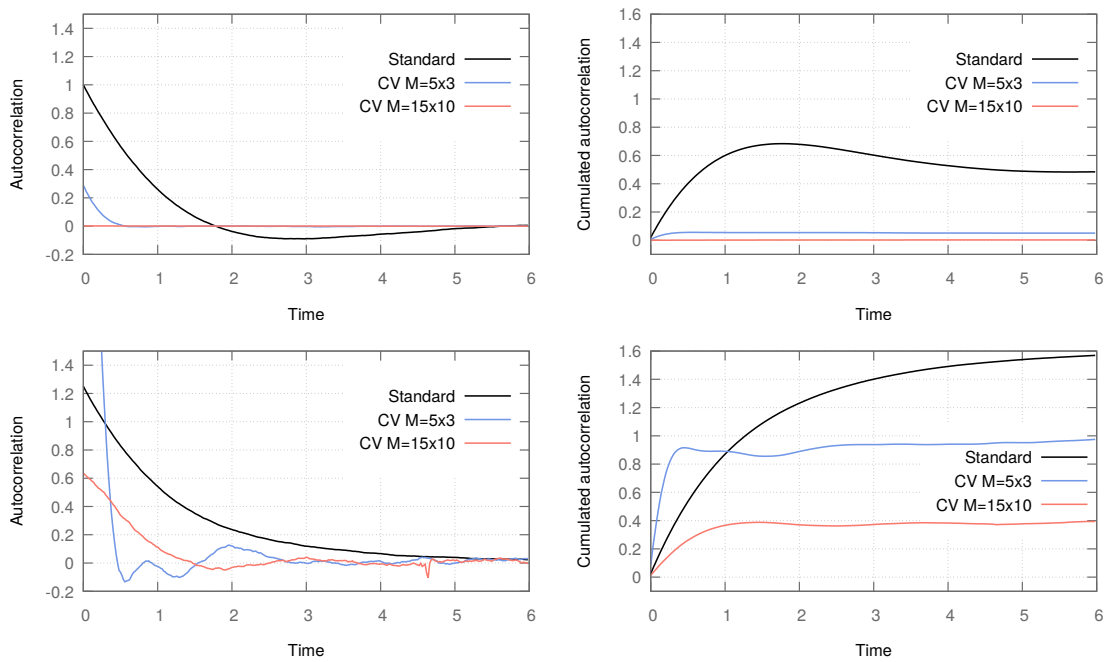 1.4
1.2
1
0.8
0.6
0.4
0.2
0
-0.2
0 1 2 3 4 5 6
Autocorrelation
Time
Standard
CV M=5x3
CV M=15x10
1.6
1.4
1.2
1
0.8
0.6
0.4
0.2
0
0 1 2 3 4 5 6
Cumulated autocorrelation
Time
Standard
CV M=5x3
CV M=15x10
1.4
1.2
1
0.8
0.6
0.4
0.2
0
-0.2
0 1 2 3 4 5 6
Autocorrelation
Time
Standard
CV M=5x3
CV M=15x10
1.6
1.4
1.2
1
0.8
0.6
0.4
0.2
0
0 1 2 3 4 5 6
Cumulated autocorrelation
Time
Standard
CV M=5x3
CV M=15x10